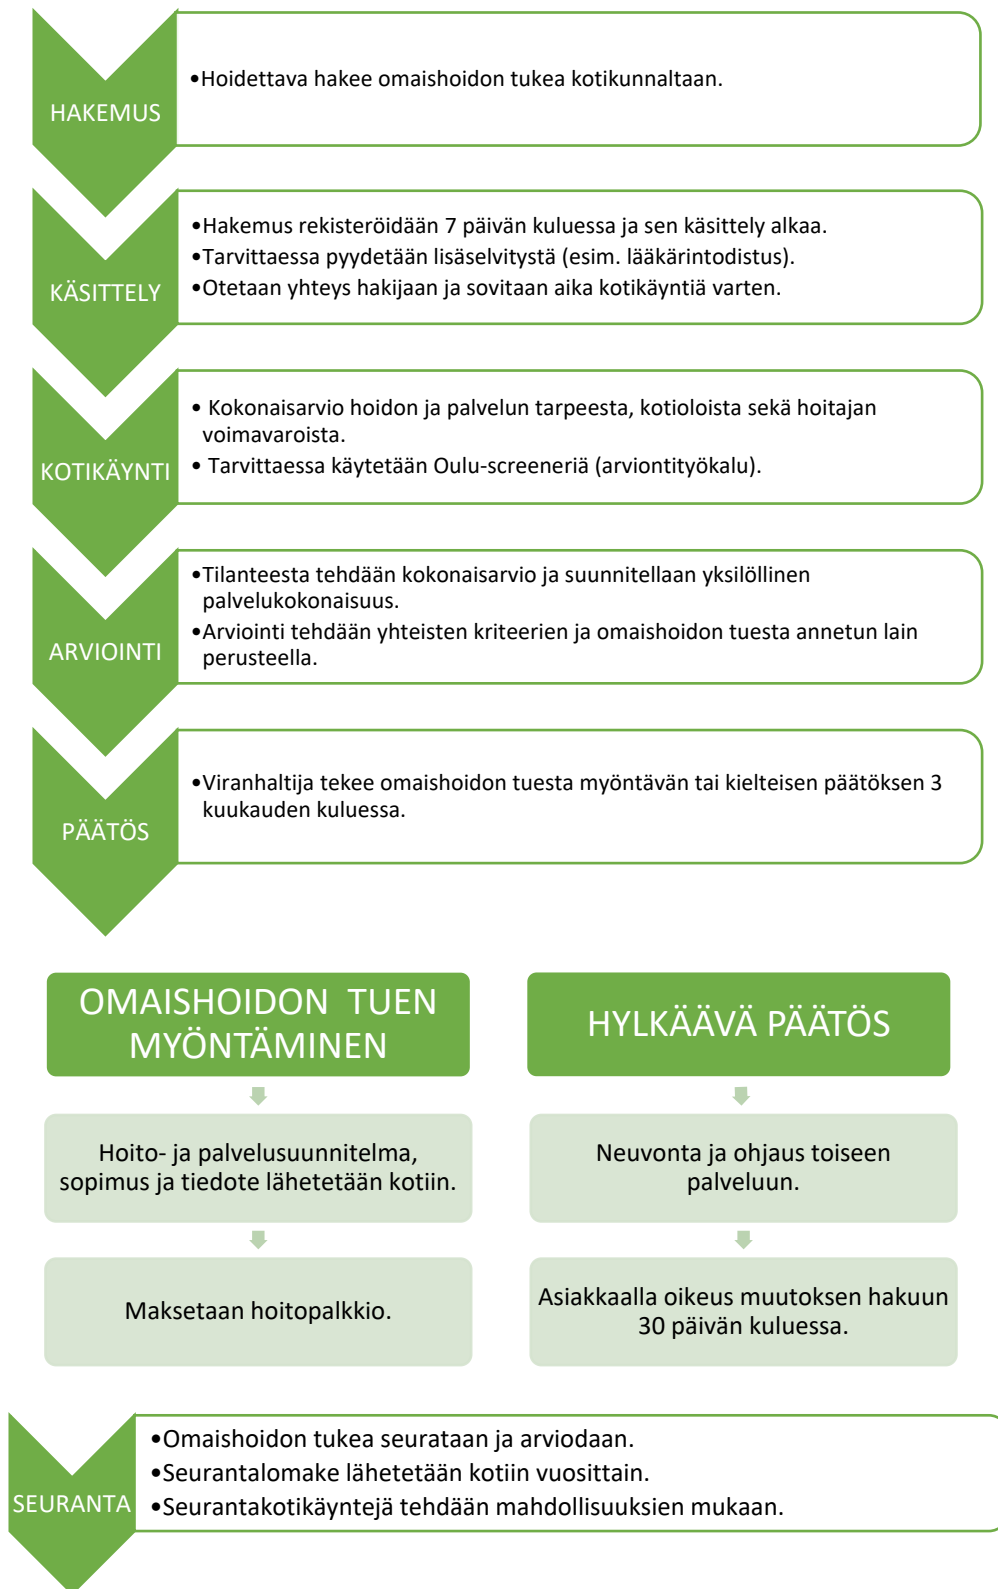 HAKEMUS
•Hoidettava hakee omaishoidon tukea kotikunnaltaan.
KÄSITTELY
•Hakemus rekisteröidään 7 päivän kuluessa ja sen käsittely alkaa.
•Tarvittaessa pyydetään lisäselvitystä (esim. lääkärintodistus).
•Otetaan yhteys hakijaan ja sovitaan aika kotikäyntiä varten.
KOTIKÄYNTI
• Kokonaisarvio hoidon ja palvelun tarpeesta, kotioloista sekä hoitajan
voimavaroista.
• Tarvittaessa käytetään Oulu-screeneriä (arviontityökalu).
ARVIOINTI
•Tilanteesta tehdään kokonaisarvio ja suunnitellaan yksilöllinen
palvelukokonaisuus.
•Arviointi tehdään yhteisten kriteerien ja omaishoidon tuesta annetun lain
perusteella.
PÄÄTÖS
•Viranhaltija tekee omaishoidon tuesta myöntävän tai kielteisen päätöksen 3
kuukauden kuluessa.
OMAISHOIDON TUEN
MYÖNTÄMINEN
Hoito- ja palvelusuunnitelma,
sopimus ja tiedote lähetetään kotiin.
Maksetaan hoitopalkkio.
HYLKÄÄVÄ PÄÄTÖS
Neuvonta ja ohjaus toiseen
palveluun.
Asiakkaalla oikeus muutoksen hakuun
30 päivän kuluessa.
SEURANTA
•Omaishoidon tukea seurataan ja arviodaan.
•Seurantalomake lähetetään kotiin vuosittain.
•Seurantakotikäyntejä tehdään mahdollisuuksien mukaan.